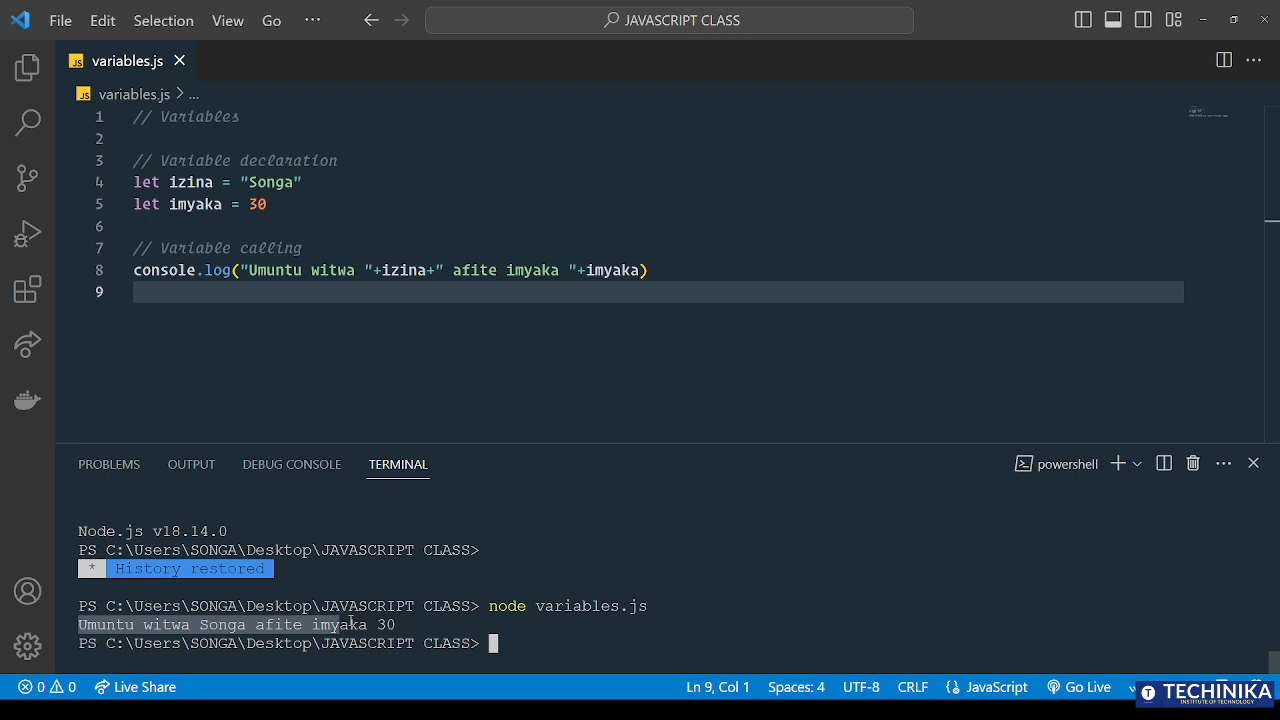 File Edit Selection View Go ··· JAVASCRIPT CLASS
JS variables.js
JS variables.js > ...
1 // Variables
2
3 // Variable declaration
4 let izina = "Songa"
5 let imyaka = 30
6
7 // Variable calling
8 console.log("Umuntu witwa "+izina+" afite imyaka "+imyaka)
9
PROBLEMS OUTPUT DEBUG CONSOLE TERMINAL powershell
Node.js v18.14.0
PS C:\Users\SONGA\Desktop\JAVASCRIPT CLASS>
* History restored
PS C:\Users\SONGA\Desktop\JAVASCRIPT CLASS> node variables.js
Umuntu witwa Songa afite imyaka 30
PS C:\Users\SONGA\Desktop\JAVASCRIPT CLASS>
0 0 Live Share Ln 9, Col 1 Spaces: 4 UTF-8 CRLF {} JavaScript Go Live
T TECHINIKA
INSTITUTE OF TECHNOLOGY